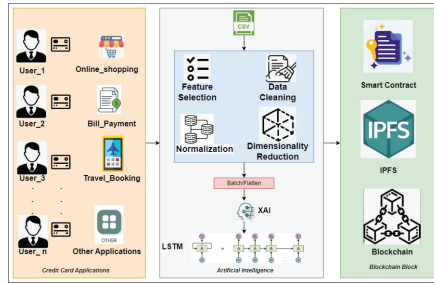 User_1
Online_shopping
User_2
Bill_Payment
User_3
Travel_Booking
OTHER
User_ n
Other Applications
Credit Card Applications
CSV
Feature
Selection
Data
Cleaning
Normalization
Dimensionality
Reduction
Batch/Flatten
XAI
LSTM
Artificial Intelligence
Smart Contract
IPFS
IPFS
Blockchain
Blockchain Block